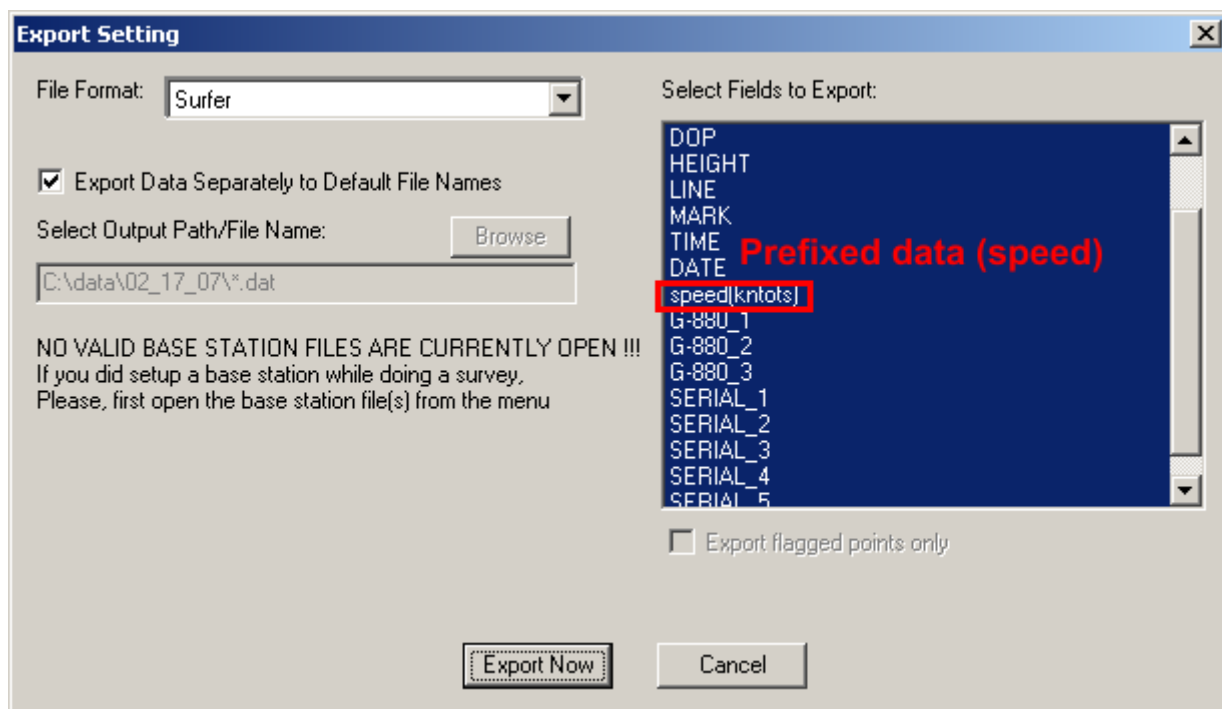 Export Setting
File Format:
Surfer
Export Data Separately to Default File Names
Select Output Path/File Name:
Browse
C:\data\02_17_07\*.dat
NO VALID BASE STATION FILES ARE CURRENTLY OPEN !!!
If you did setup a base station while doing a survey,
Please, first open the base station file(s) from the menu
Select Fields to Export:
DOP
HEIGHT
LINE
MARK
TIME
DATE
Prefixed data (speed)
speed(kntots)
G-880_1
G-880_2
G-880_3
SERIAL_1
SERIAL_2
SERIAL_3
SERIAL_4
SERIAL_5
Export flagged points only
Export Now
Cancel